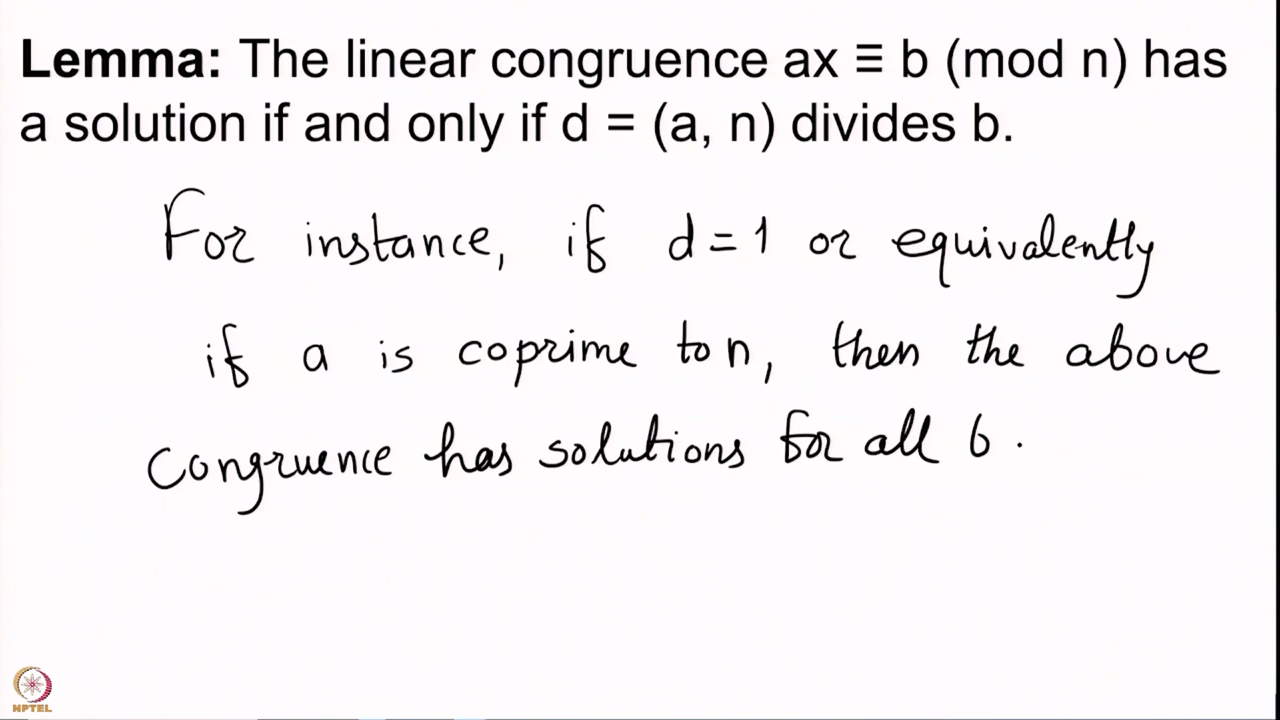 Lemma: The linear congruence ax ≡ b (mod n) has
a solution if and only if d = (a, n) divides b.
For instance, if d = 1 or equivalently
if a is coprime to n, then the above
congruence has solutions for all b.
NPTEL